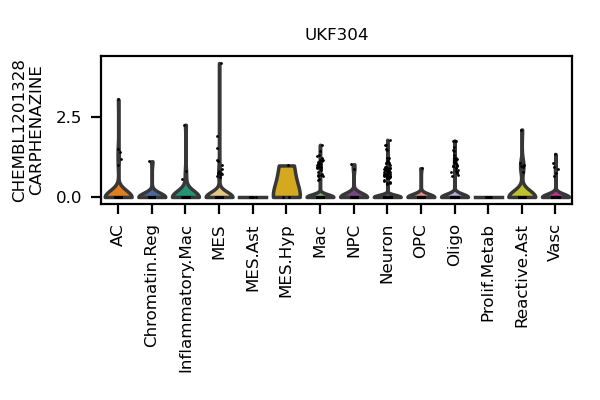 UKF304
CHEMBL1201328
CARPHENAZINE
2.5
0.0
AC
Chromatin.Reg
Inflammatory.Mac
MES
MES.Ast
MES.Hyp
Mac
NPC
Neuron
OPC
Oligo
Prolif.Metab
Reactive.Ast
Vasc